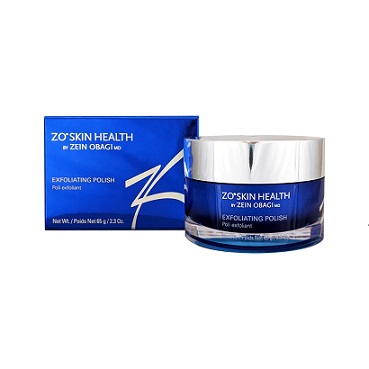 ZO°SKIN HEALTH
BY ZEIN OBAGI MD
EXFOLIATING POLISH
Poli-exfoliant
Net Wt. / Poids Net 65 g / 2.3 Oz.
ZO°SKIN HEALTH
BY ZEIN OBAGI MD
EXFOLIATING POLISH
Poli-exfoliant